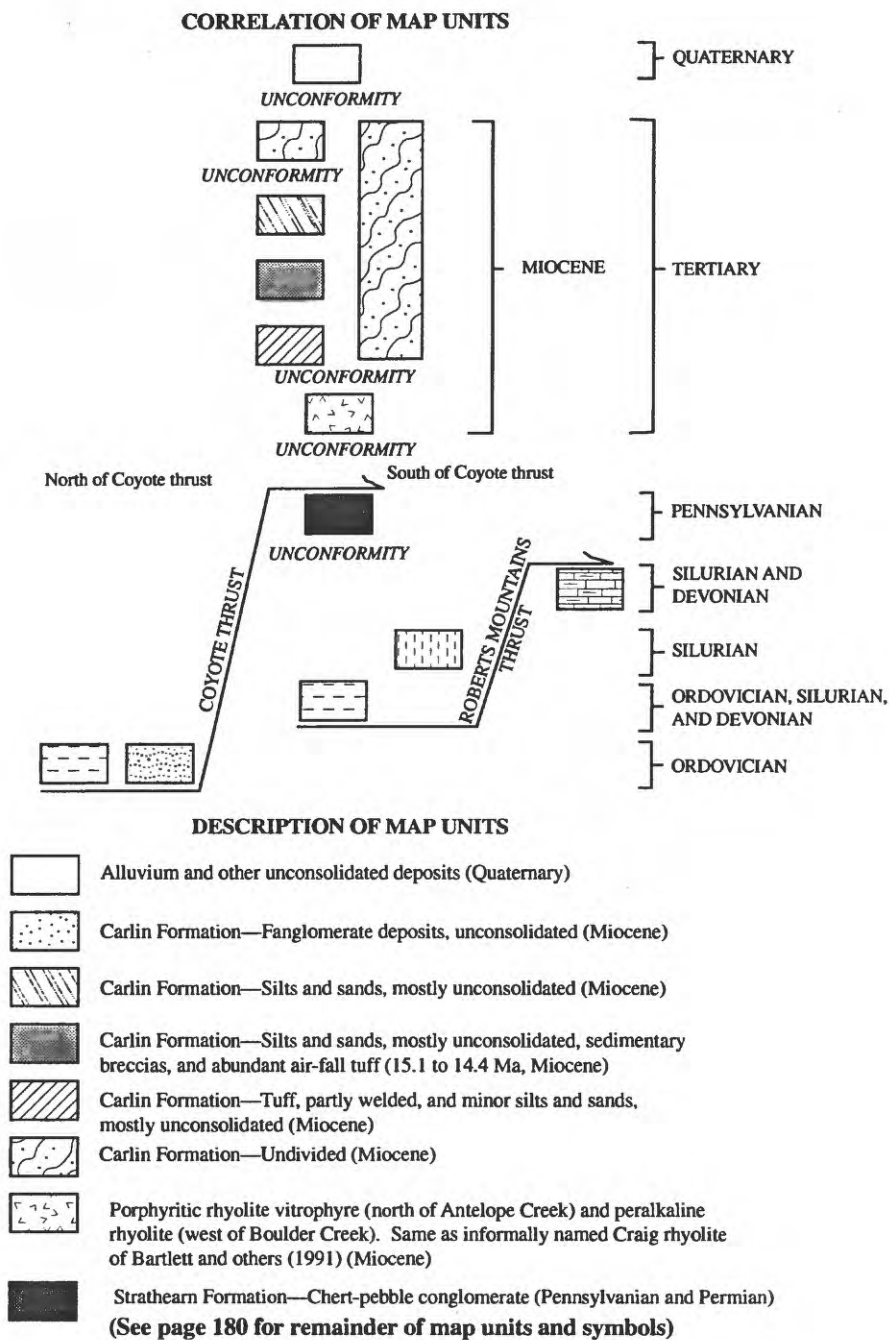 CORRELATION OF MAP UNITS
QUATERNARY
UNCONFORMITY
UNCONFORMITY
MIOCENE
TERTIARY
UNCONFORMITY
UNCONFORMITY
North of Coyote thrust
South of Coyote thrust
PENNSYLVANIAN
UNCONFORMITY
COYOTE THRUST
ROBERTS MOUNTAINS
THRUST
SILURIAN AND
DEVONIAN
SILURIAN
ORDOVICIAN, SILURIAN,
AND DEVONIAN
ORDOVICIAN
DESCRIPTION OF MAP UNITS
Alluvium and other unconsolidated deposits (Quaternary)
Carlin Formation—Fanglomerate deposits, unconsolidated (Miocene)
Carlin Formation—Silts and sands, mostly unconsolidated (Miocene)
Carlin Formation—Silts and sands, mostly unconsolidated, sedimentary
breccias, and abundant air-fall tuff (15.1 to 14.4 Ma, Miocene)
Carlin Formation—Tuff, partly welded, and minor silts and sands,
mostly unconsolidated (Miocene)
Carlin Formation—Undivided (Miocene)
Porphyritic rhyolite vitrophyre (north of Antelope Creek) and peralkaline
rhyolite (west of Boulder Creek). Same as informally named Craig rhyolite
of Bartlett and others (1991) (Miocene)
Strathearn Formation—Chert-pebble conglomerate (Pennsylvanian and Permian)
(See page 180 for remainder of map units and symbols)